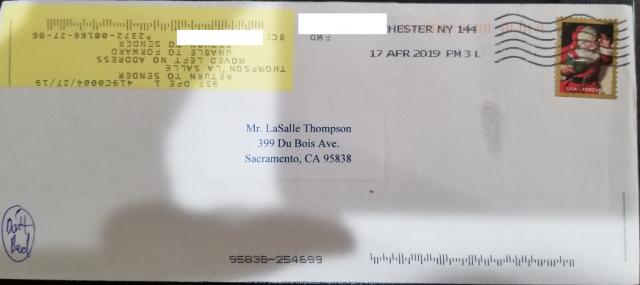 957 DFE 1 419C0004/27/19
RETURN TO SENDER
THOMPSON'LA SALLE
MOVED LEFT NO ADDRESS
UNABLE TO FORWARD
RETURN TO SENDER
BC: *2372-00166-27-06
FWD
CHESTER NY 144
17 APR 2019 PM 3 L
USA FOREVER
Mr. LaSalle Thompson
399 Du Bois Ave.
Sacramento, CA 95838
95838-254699